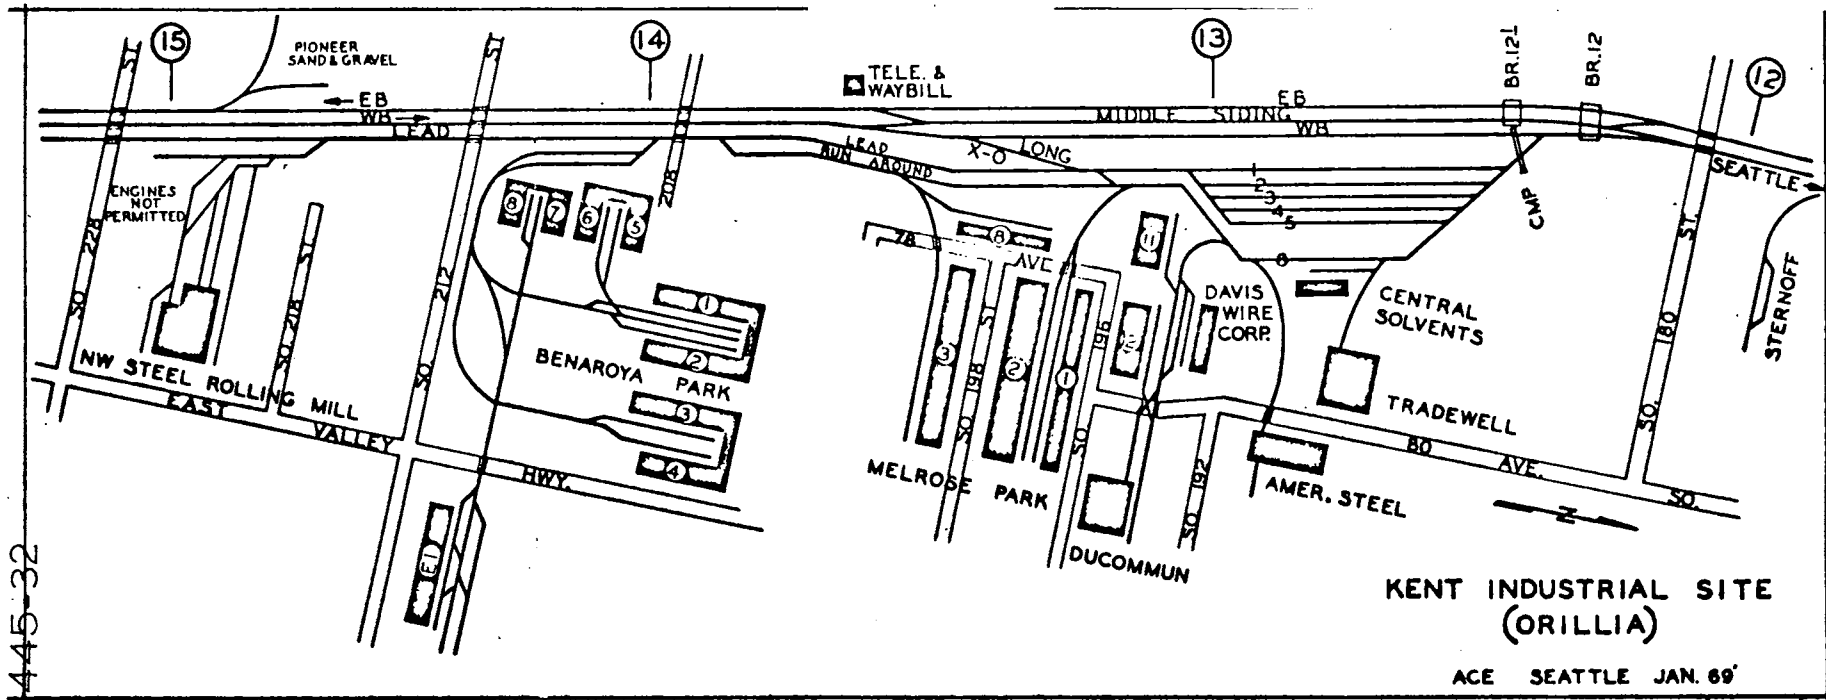 15
14
13
12
PIONEER
SAND & GRAVEL
TELE. &
WAYBILL
BR.12¹
BR.12
EB
WB
LEAD
EB
MIDDLE SIDING
WB
LEAD
RUN AROUND
X-O LONG
CMP
SEATTLE
1
2
3
4
5
6
ST.
SO. 228
ENGINES
NOT
PERMITTED
ST.
SO. 218
ST.
SO. 212
208
8
7
6
5
1
2
BENAROYA PARK
3
4
E1
NW STEEL ROLLING MILL
EAST VALLEY HWY.
78 AVE
8
3
2
1
11
ST
SO 198
SO. 196
MELROSE PARK
DUCOMMUN
SO. 192
DAVIS
WIRE
CORP.
CENTRAL
SOLVENTS
TRADEWELL
AMER. STEEL
80 AVE. SO.
ST.
SO. 180
STERNOFF
N
KENT INDUSTRIAL SITE
(ORILLIA)
ACE SEATTLE JAN. 69'
445-32